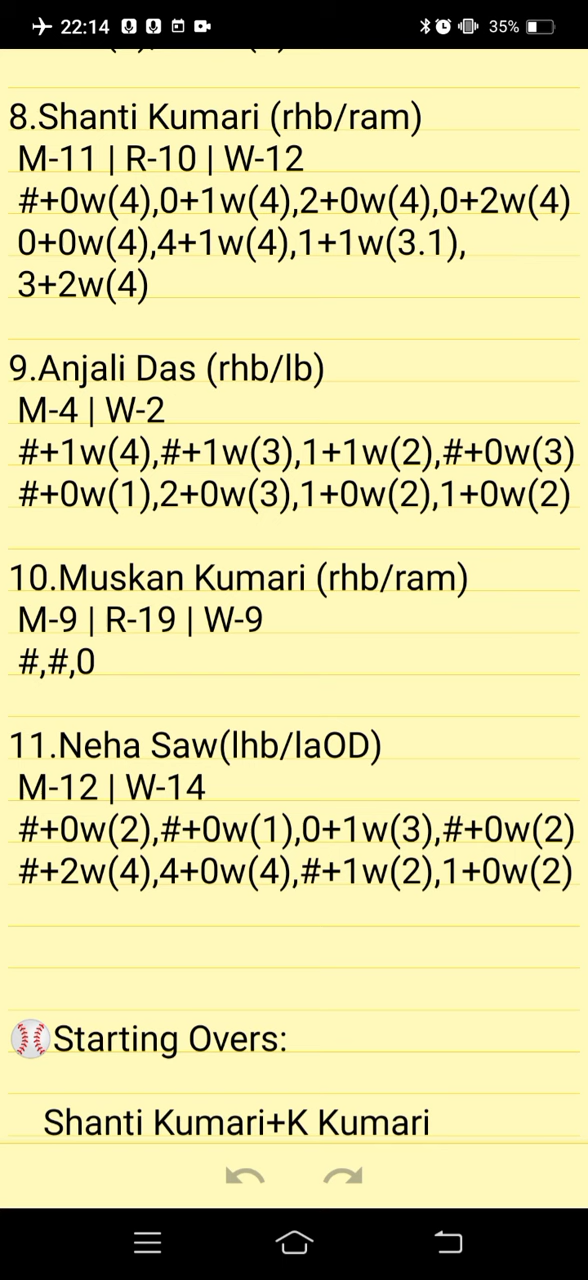 22:14
35%
8.Shanti Kumari (rhb/ram)
M-11 | R-10 | W-12
#+0w(4),0+1w(4),2+0w(4),0+2w(4)
0+0w(4),4+1w(4),1+1w(3.1),
3+2w(4)
9.Anjali Das (rhb/lb)
M-4 | W-2
#+1w(4),#+1w(3),1+1w(2),#+0w(3)
#+0w(1),2+0w(3),1+0w(2),1+0w(2)
10.Muskan Kumari (rhb/ram)
M-9 | R-19 | W-9
#,#,0
11.Neha Saw(lhb/laOD)
M-12 | W-14
#+0w(2),#+0w(1),0+1w(3),#+0w(2)
#+2w(4),4+0w(4),#+1w(2),1+0w(2)
⚾Starting Overs:
Shanti Kumari+K Kumari